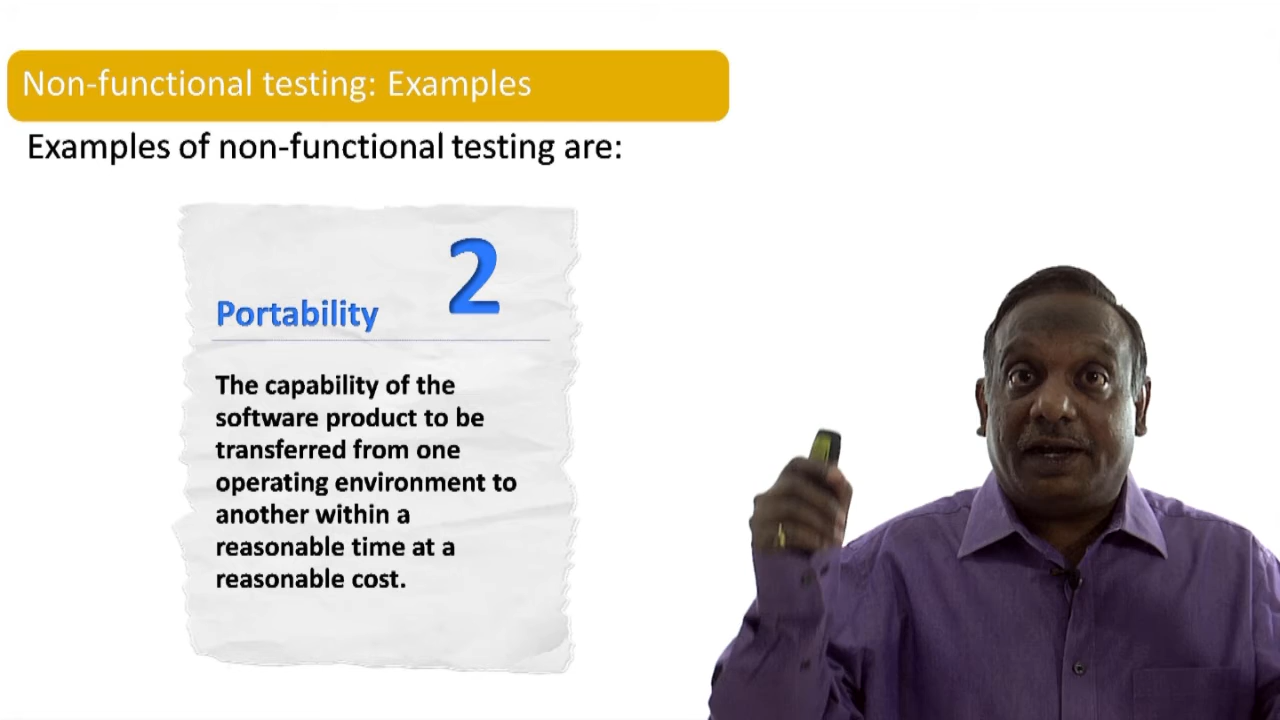 Non-functional testing: Examples
Examples of non-functional testing are:
2
Portability
The capability of the
software product to be
transferred from one
operating environment to
another within a
reasonable time at a
reasonable cost.